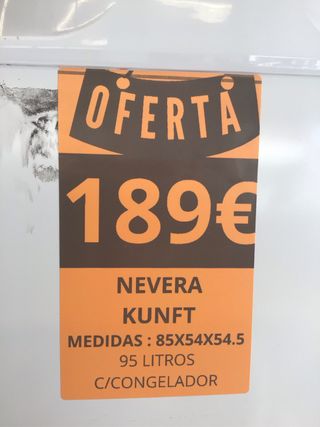 OFERTA
189€
NEVERA
KUNFT
MEDIDAS : 85X54X54.5
95 LITROS
C/CONGELADOR